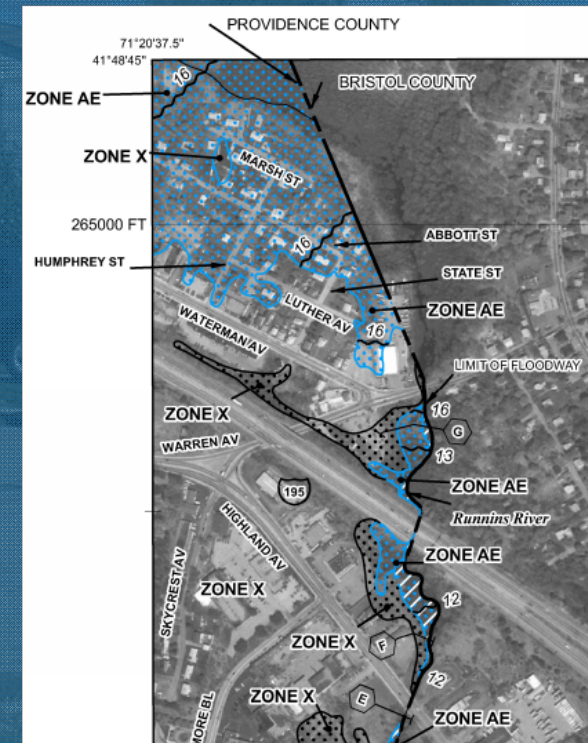 PROVIDENCE COUNTY
71°20'37.5"
41°48'45"
16
BRISTOL COUNTY
ZONE AE
ZONE X
MARSH ST
265000 FT
ABBOTT ST
16
HUMPHREY ST
STATE ST
LUTHER AV
ZONE AE
WATERMAN AV
16
LIMIT OF FLOODWAY
ZONE X
16
G
WARREN AV
13
195
ZONE AE
HIGHLAND AV
Runnins River
ZONE AE
SKYCREST AV
ZONE X
12
ZONE X
F
12
ZONE X
E
MORE BL
ZONE AE